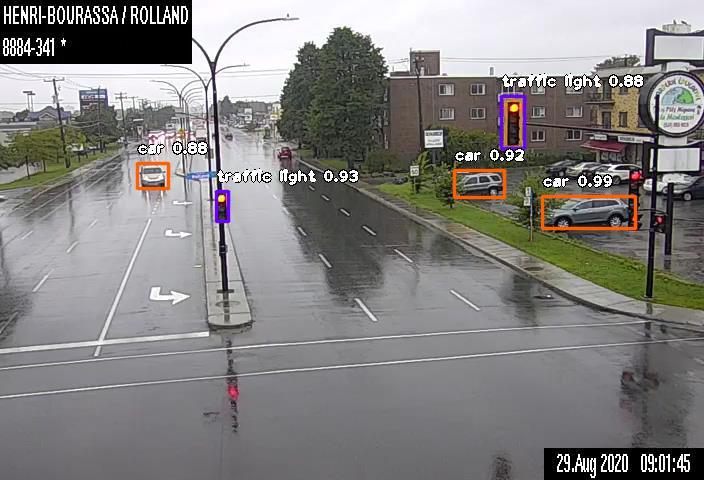 HENRI-BOURASSA / ROLLAND
8884-341 *
traffic light 0.88
car 0.88
car 0.92
traffic light 0.93
car 0.99
29.Aug 2020 09:01:45